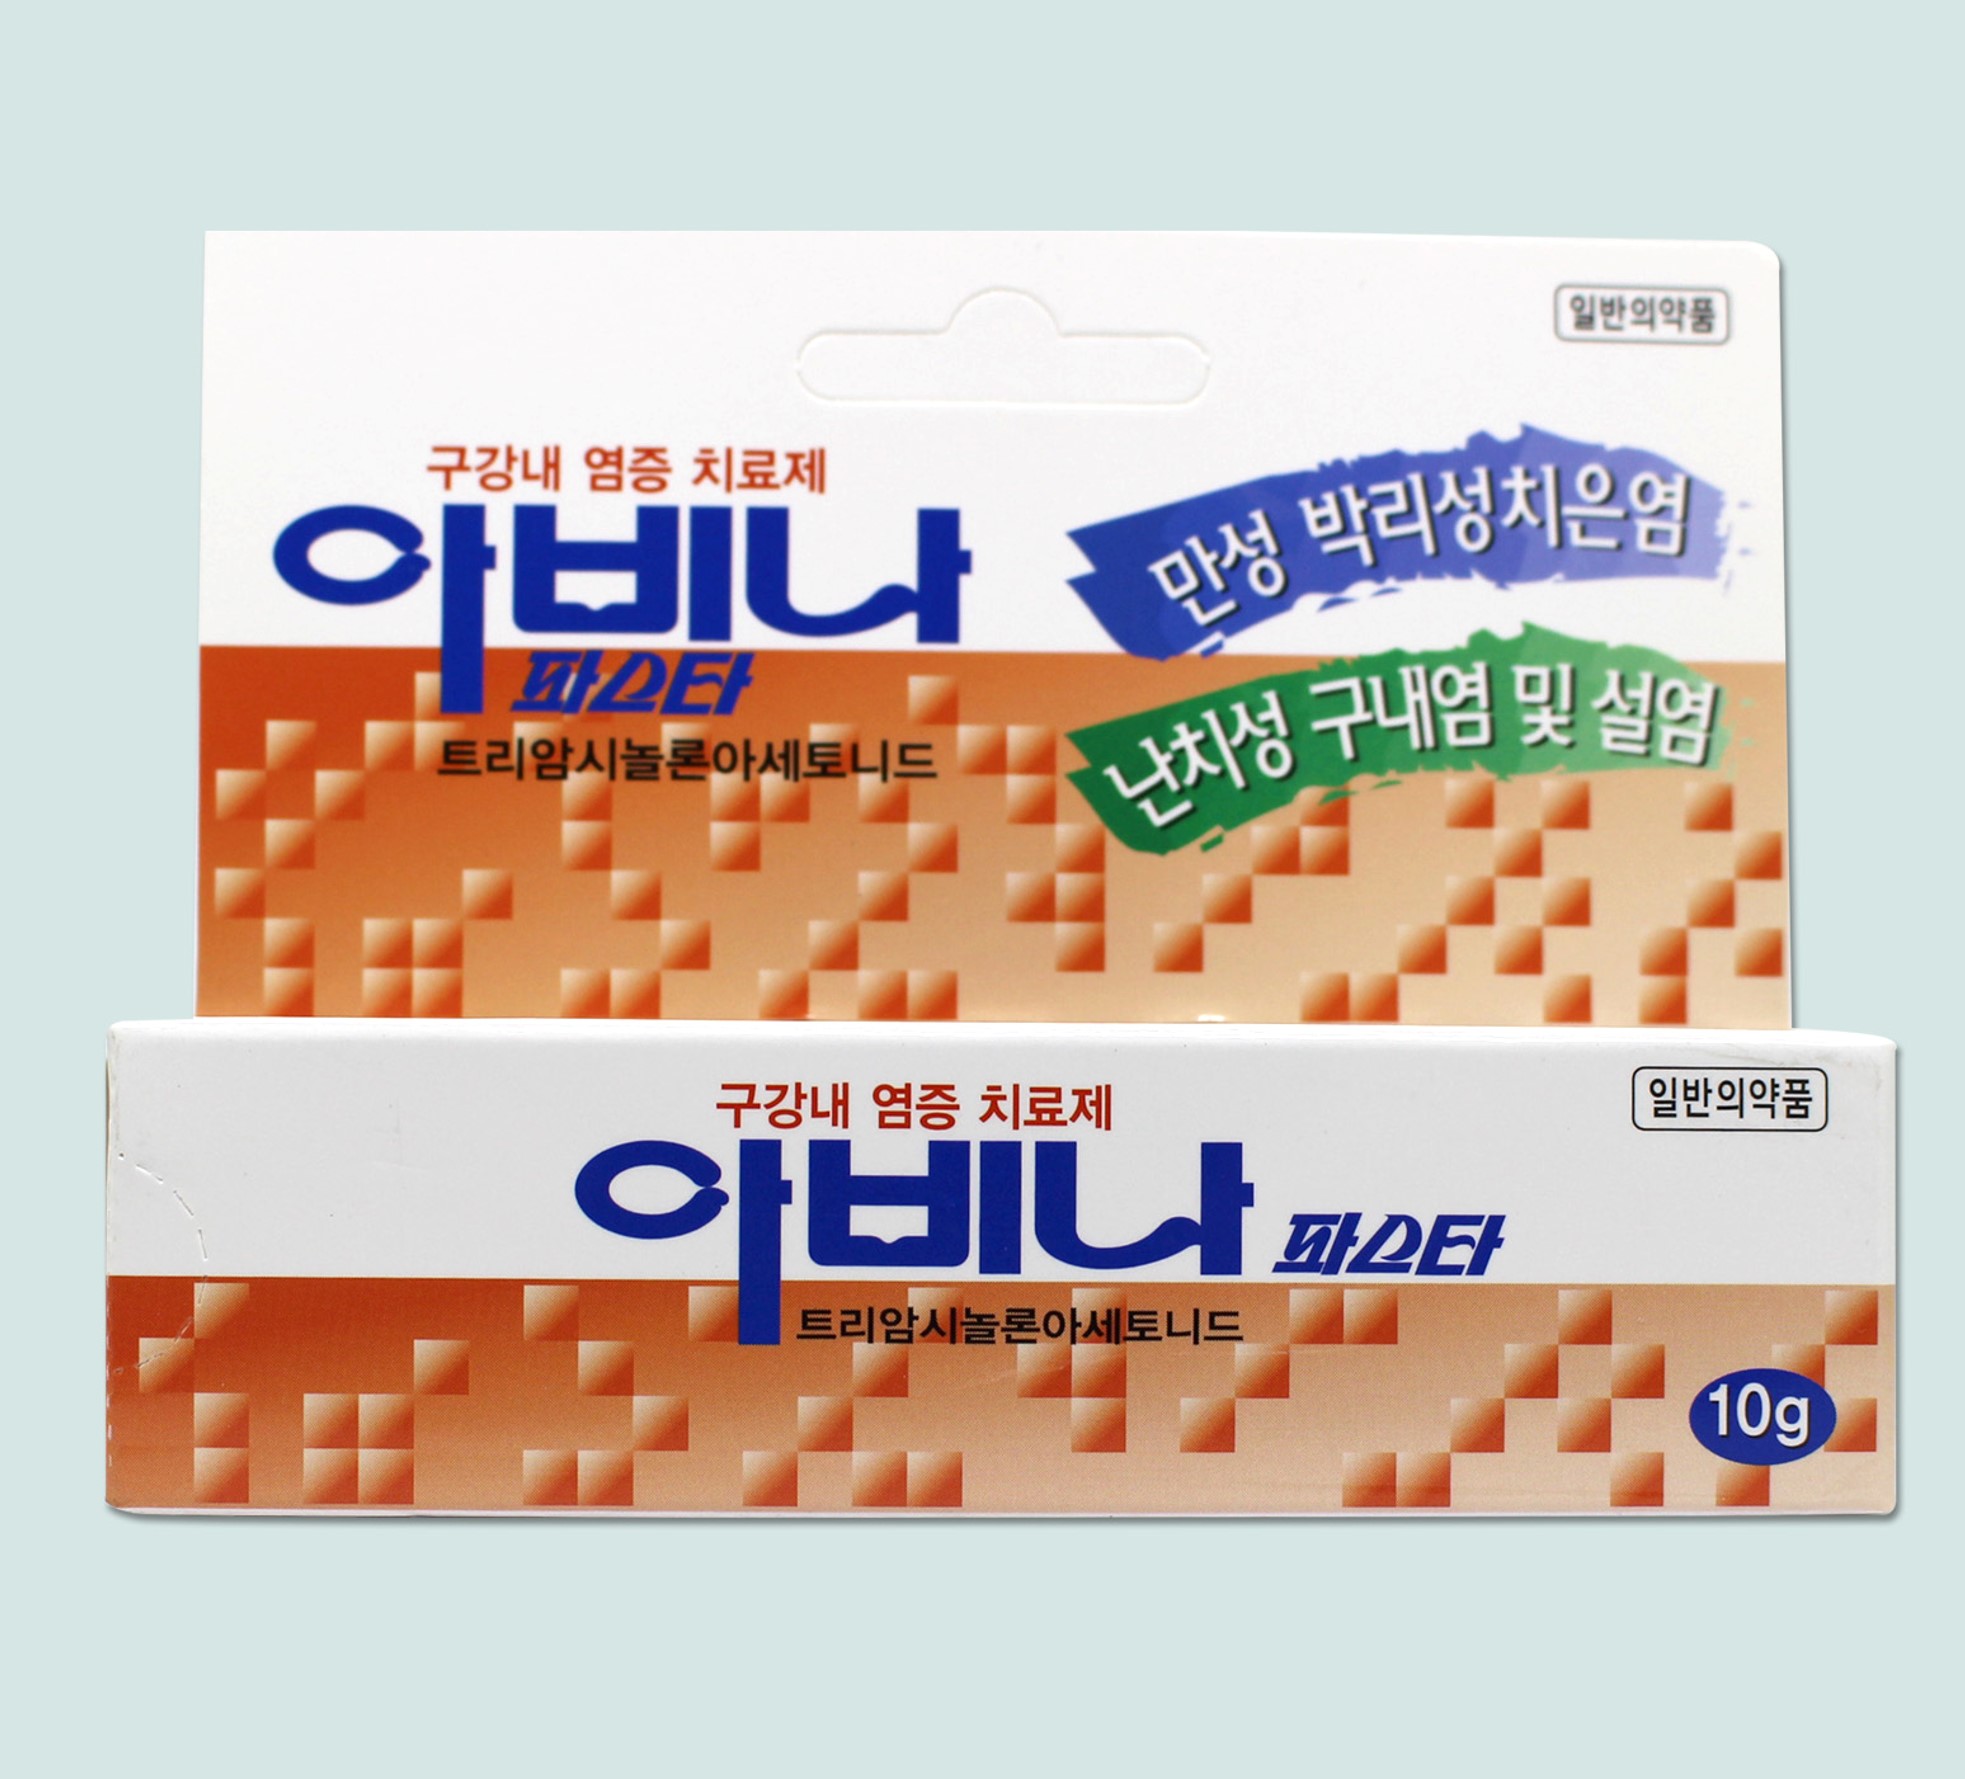 일반의약품
구강내 염증 치료제
아비나
파스타
트리암시놀론아세토니드
만성 박리성치은염
난치성 구내염 및 설염
구강내 염증 치료제
일반의약품
아비나 파스타
트리암시놀론아세토니드
10g